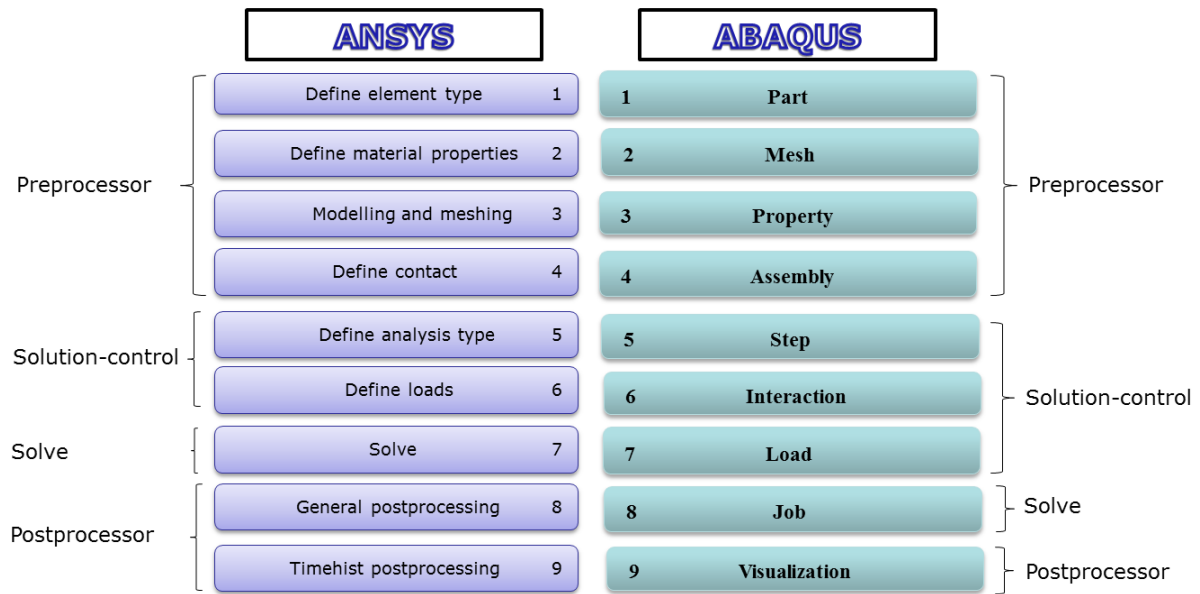 ANSYS
ABAQUS
Preprocessor
Define element type 1
Define material properties 2
Modelling and meshing 3
Define contact 4
Solution-control
Define analysis type 5
Define loads 6
Solve
Solve 7
Postprocessor
General postprocessing 8
Timehist postprocessing 9
1 Part
2 Mesh
3 Property
4 Assembly
Preprocessor
5 Step
6 Interaction
7 Load
Solution-control
8 Job
Solve
9 Visualization
Postprocessor